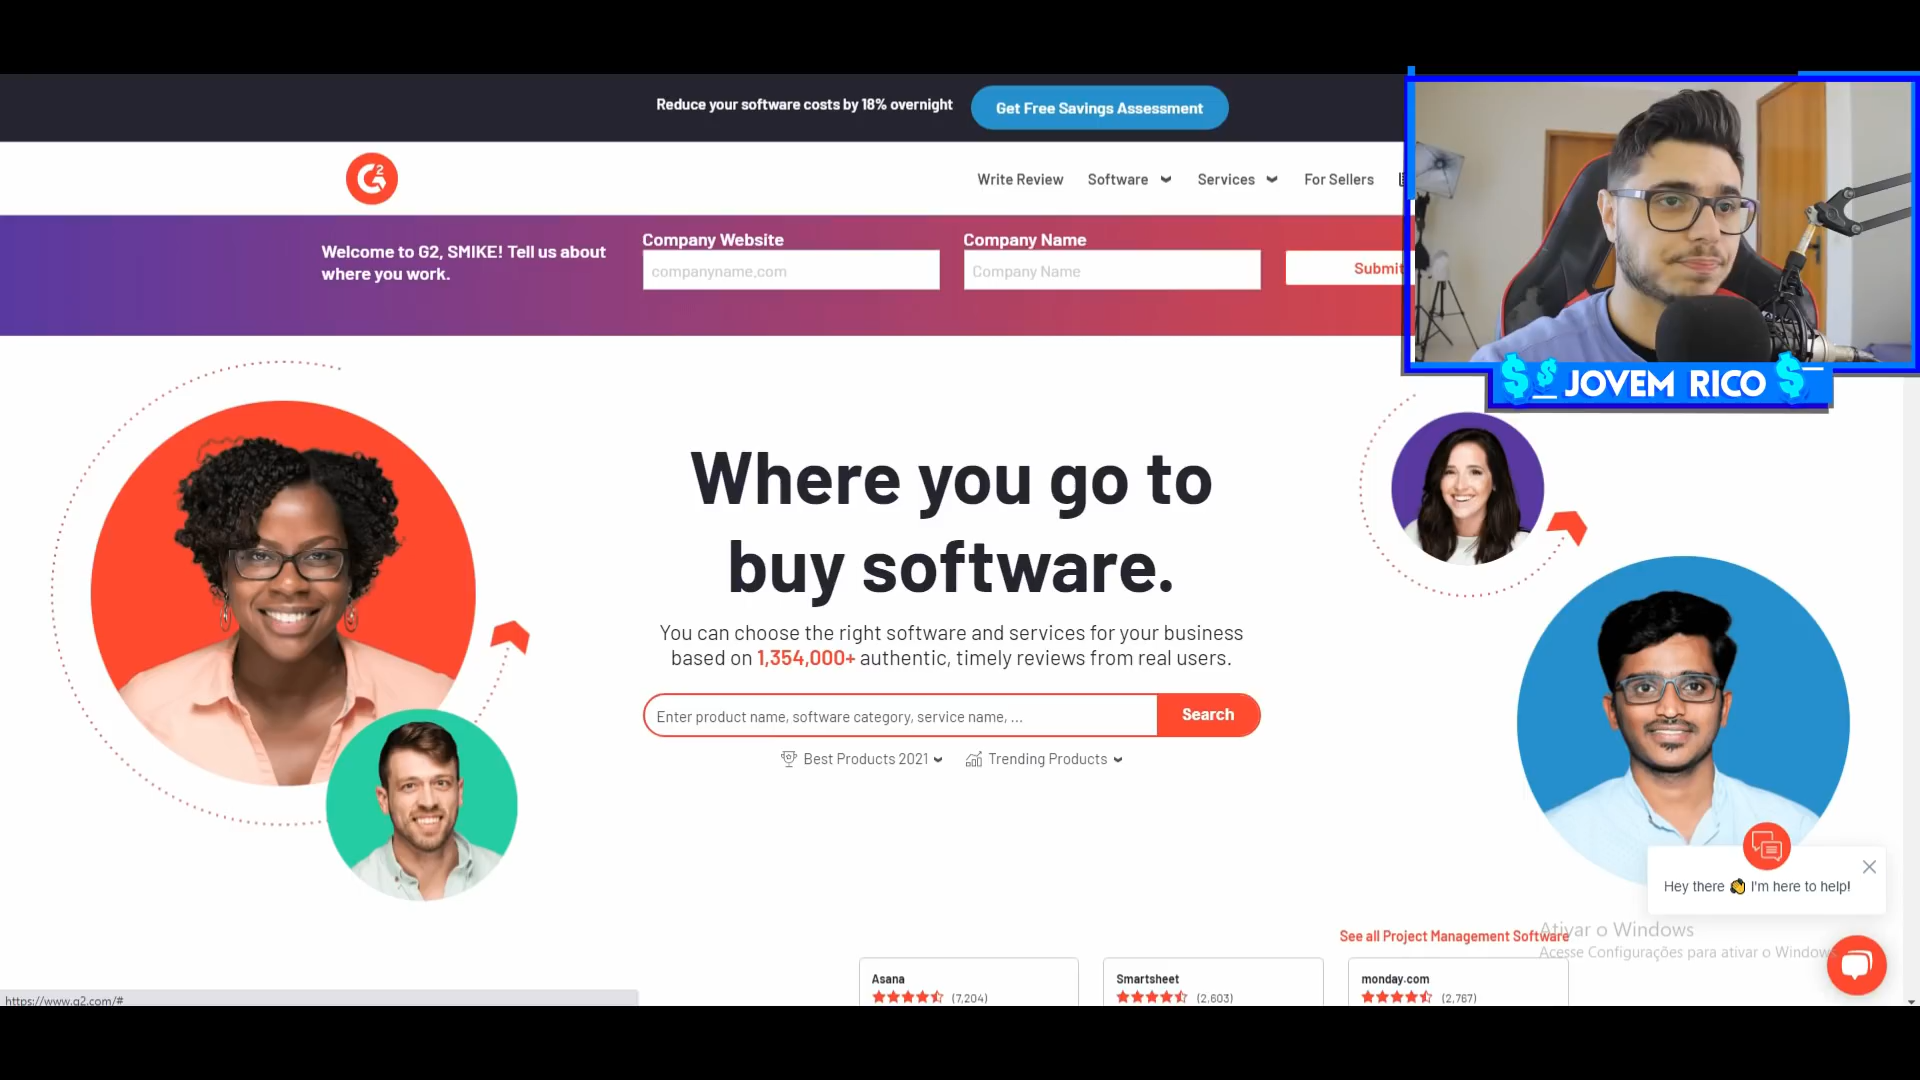 Reduce your software costs by 18% overnight
Get Free Savings Assessment
G2
Write Review
Software
Services
For Sellers
Welcome to G2, SMIKE! Tell us about
where you work.
Company Website
companyname.com
Company Name
Company Name
Submit
$ $ JOVEM RICO $
Where you go to
buy software.
You can choose the right software and services for your business
based on 1,354,000+ authentic, timely reviews from real users.
Enter product name, software category, service name, ...
Search
Best Products 2021
Trending Products
Hey there 👋 I'm here to help!
Ativar o Windows
Acesse Configurações para ativar o Windows
See all Project Management Software
Asana
(7,204)
Smartsheet
(2,603)
monday.com
(2,767)
https://www.g2.com/#